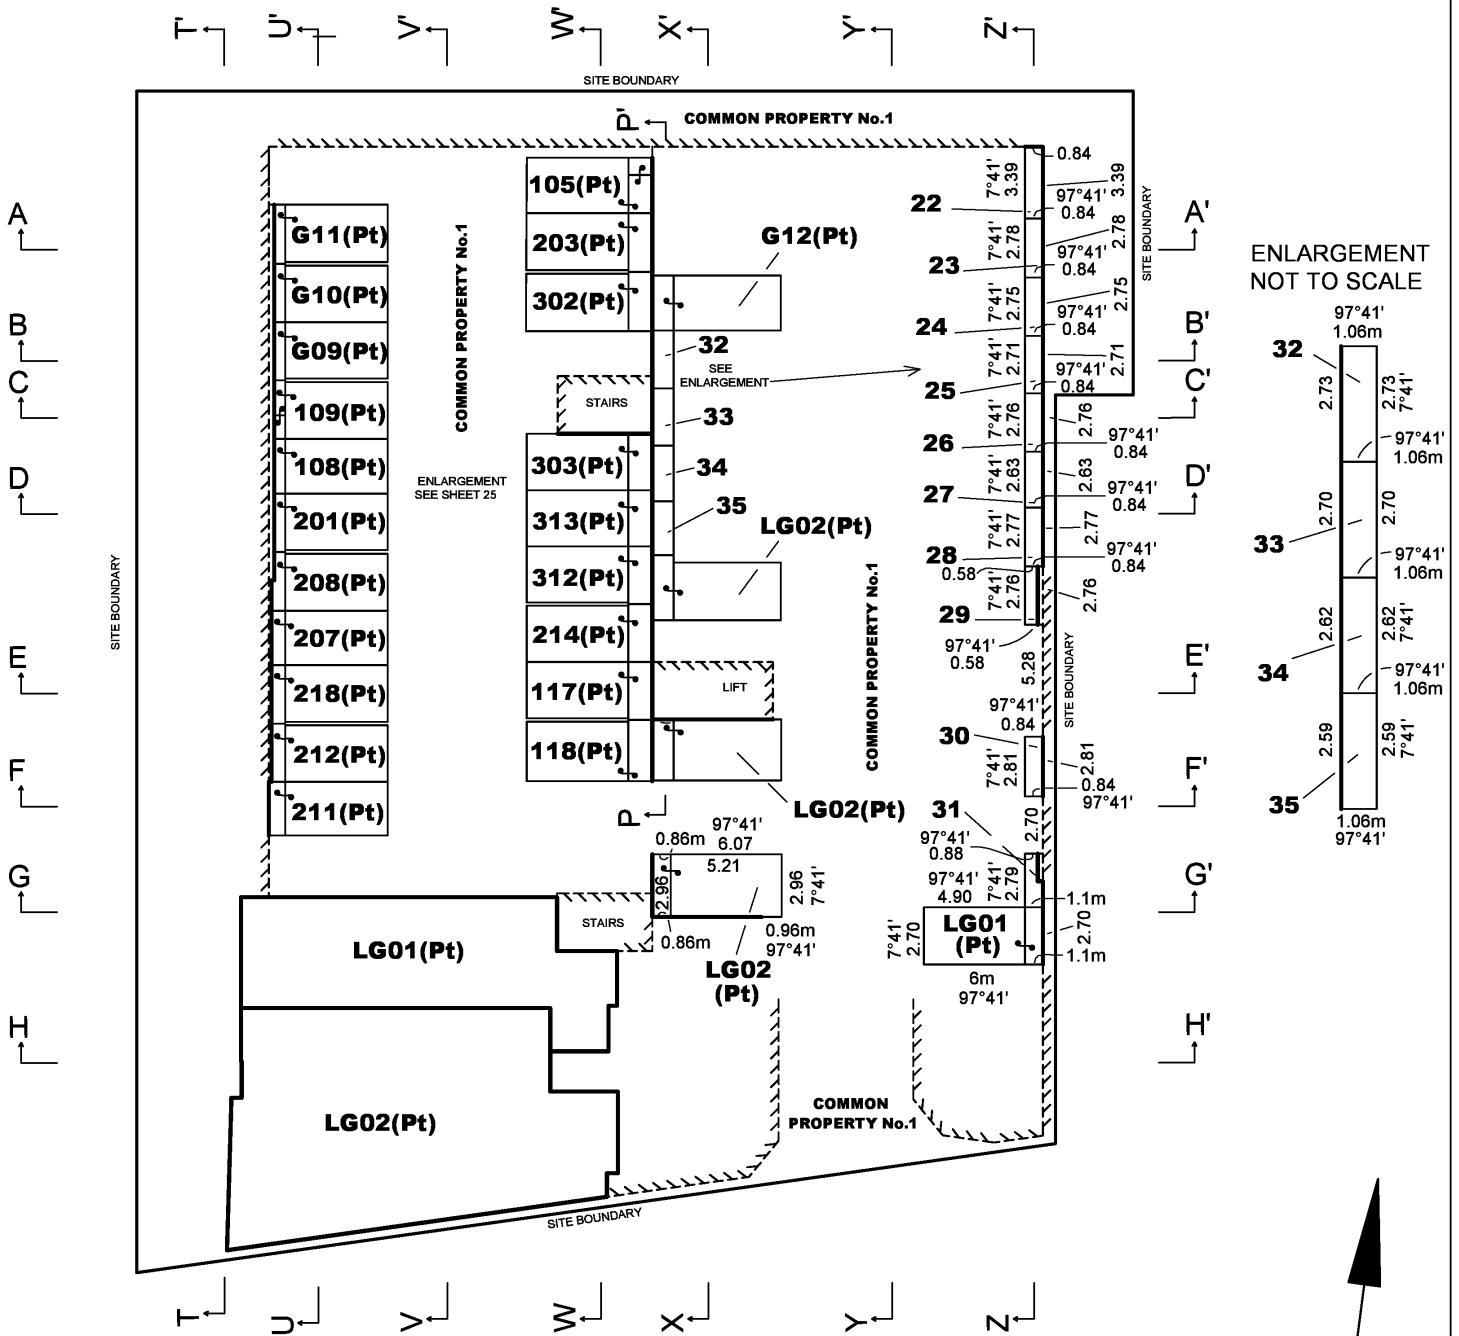 T'
U'
V'
W'
X'
Y'
Z'
SITE BOUNDARY
P'
COMMON PROPERTY No.1
A
B
C
D
E
F
G
H
G11(Pt)
G10(Pt)
G09(Pt)
109(Pt)
108(Pt)
201(Pt)
208(Pt)
207(Pt)
218(Pt)
212(Pt)
211(Pt)
SITE BOUNDARY
COMMON PROPERTY No.1
ENLARGEMENT
SEE SHEET 25
105(Pt)
203(Pt)
302(Pt)
STAIRS
303(Pt)
313(Pt)
312(Pt)
214(Pt)
117(Pt)
118(Pt)
G12(Pt)
32
SEE
ENLARGEMENT
33
34
35
LG02(Pt)
LIFT
LG02(Pt)
P
COMMON PROPERTY No.1
97°41'
0.86m
6.07
5.21
2.96
2.96
7°41'
0.86m
0.96m
97°41'
LG02
(Pt)
STAIRS
LG01(Pt)
LG02(Pt)
0.84
7°41'
3.39
3.39
22
97°41'
0.84
7°41'
2.78
2.78
23
97°41'
0.84
7°41'
2.75
2.75
24
97°41'
0.84
7°41'
2.71
2.71
25
97°41'
0.84
7°41'
2.76
2.76
26
97°41'
0.84
7°41'
2.63
2.63
27
97°41'
0.84
7°41'
2.77
2.77
28
97°41'
0.84
0.58
7°41'
2.76
2.76
29
97°41'
0.58
5.28
SITE BOUNDARY
SITE BOUNDARY
97°41'
0.84
30
7°41'
2.81
2.81
0.84
97°41'
31
2.70
97°41'
0.88
7°41'
2.79
97°41'
4.90
1.1m
LG01
(Pt)
7°41'
2.70
2.70
1.1m
6m
97°41'
COMMON
PROPERTY No.1
SITE BOUNDARY
A'
B'
C'
D'
E'
F'
G'
H'
ENLARGEMENT
NOT TO SCALE
97°41'
1.06m
32
2.73
2.73
7°41'
97°41'
1.06m
33
2.70
2.70
97°41'
1.06m
34
2.62
2.62
7°41'
97°41'
1.06m
35
2.59
2.59
7°41'
1.06m
97°41'
T
U
V
W
X
Y
Z